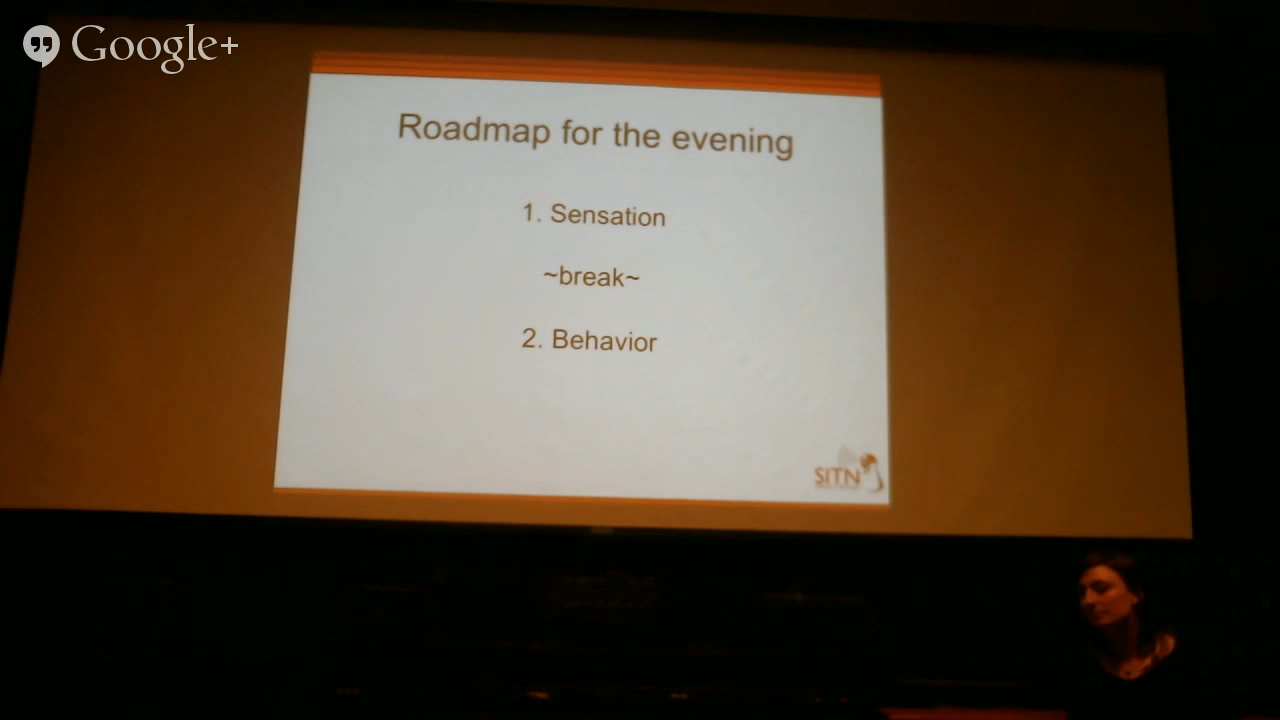 Google+
Roadmap for the evening
1. Sensation
~break~
2. Behavior
SITN